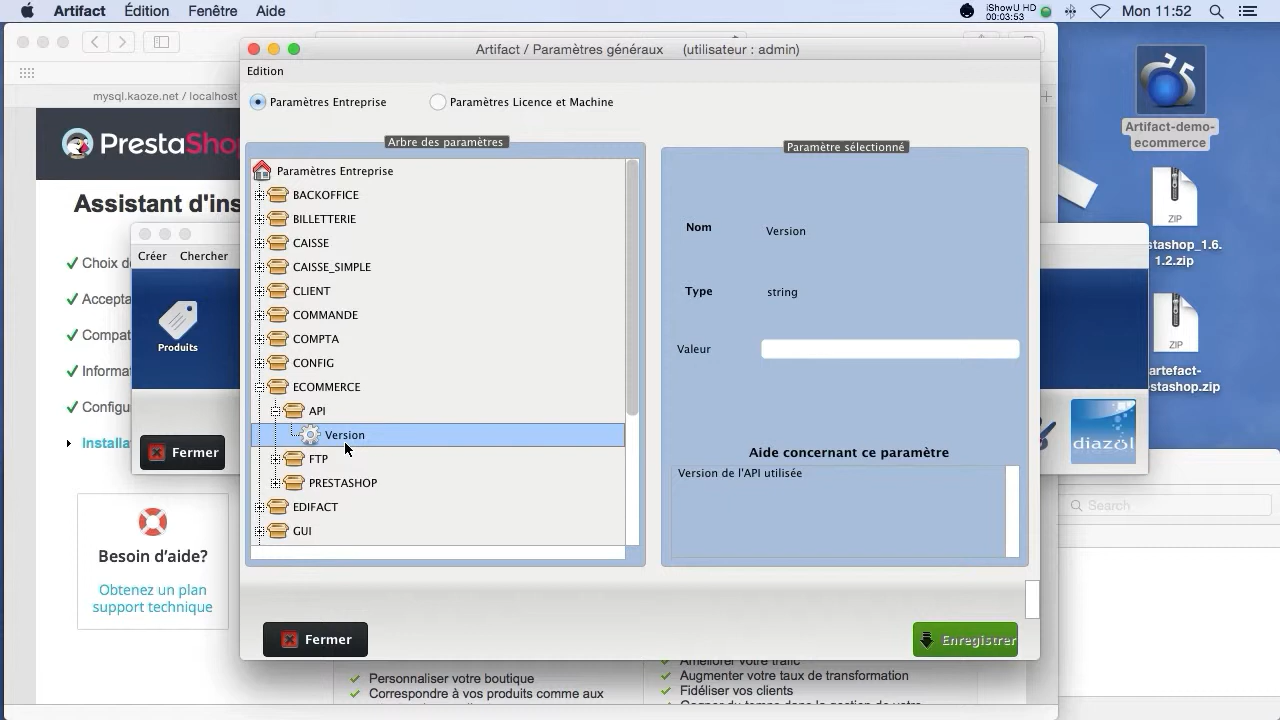 Artifact Édition Fenêtre Aide
iShowU HD
00:03:53
Mon 11:52
Artifact / Paramètres généraux (utilisateur : admin)
Edition
mysql.kaoze.net / localhost
Paramètres Entreprise
Paramètres Licence et Machine
PrestaSho
Assistant d'ins
Créer Chercher
Choix d
Accepta
Compat
Informa
Configu
Installa
Produits
Fermer
Besoin d'aide?
Obtenez un plan
support technique
Arbre des paramètres
Paramètres Entreprise
BACKOFFICE
BILLETTERIE
CAISSE
CAISSE_SIMPLE
CLIENT
COMMANDE
COMPTA
CONFIG
ECOMMERCE
API
Version
FTP
PRESTASHOP
EDIFACT
GUI
Paramètre sélectionné
Nom
Version
Type
string
Valeur
Aide concernant ce paramètre
Version de l'API utilisée
Fermer
Enregistrer
Personnaliser votre boutique
Correspondre à vos produits comme aux
Améliorer votre trafic
Augmenter votre taux de transformation
Fidéliser vos clients
Artifact-demo-
ecommerce
ZIP
stashop_1.6.
1.2.zip
ZIP
artefact-
stashop.zip
diazol
Search